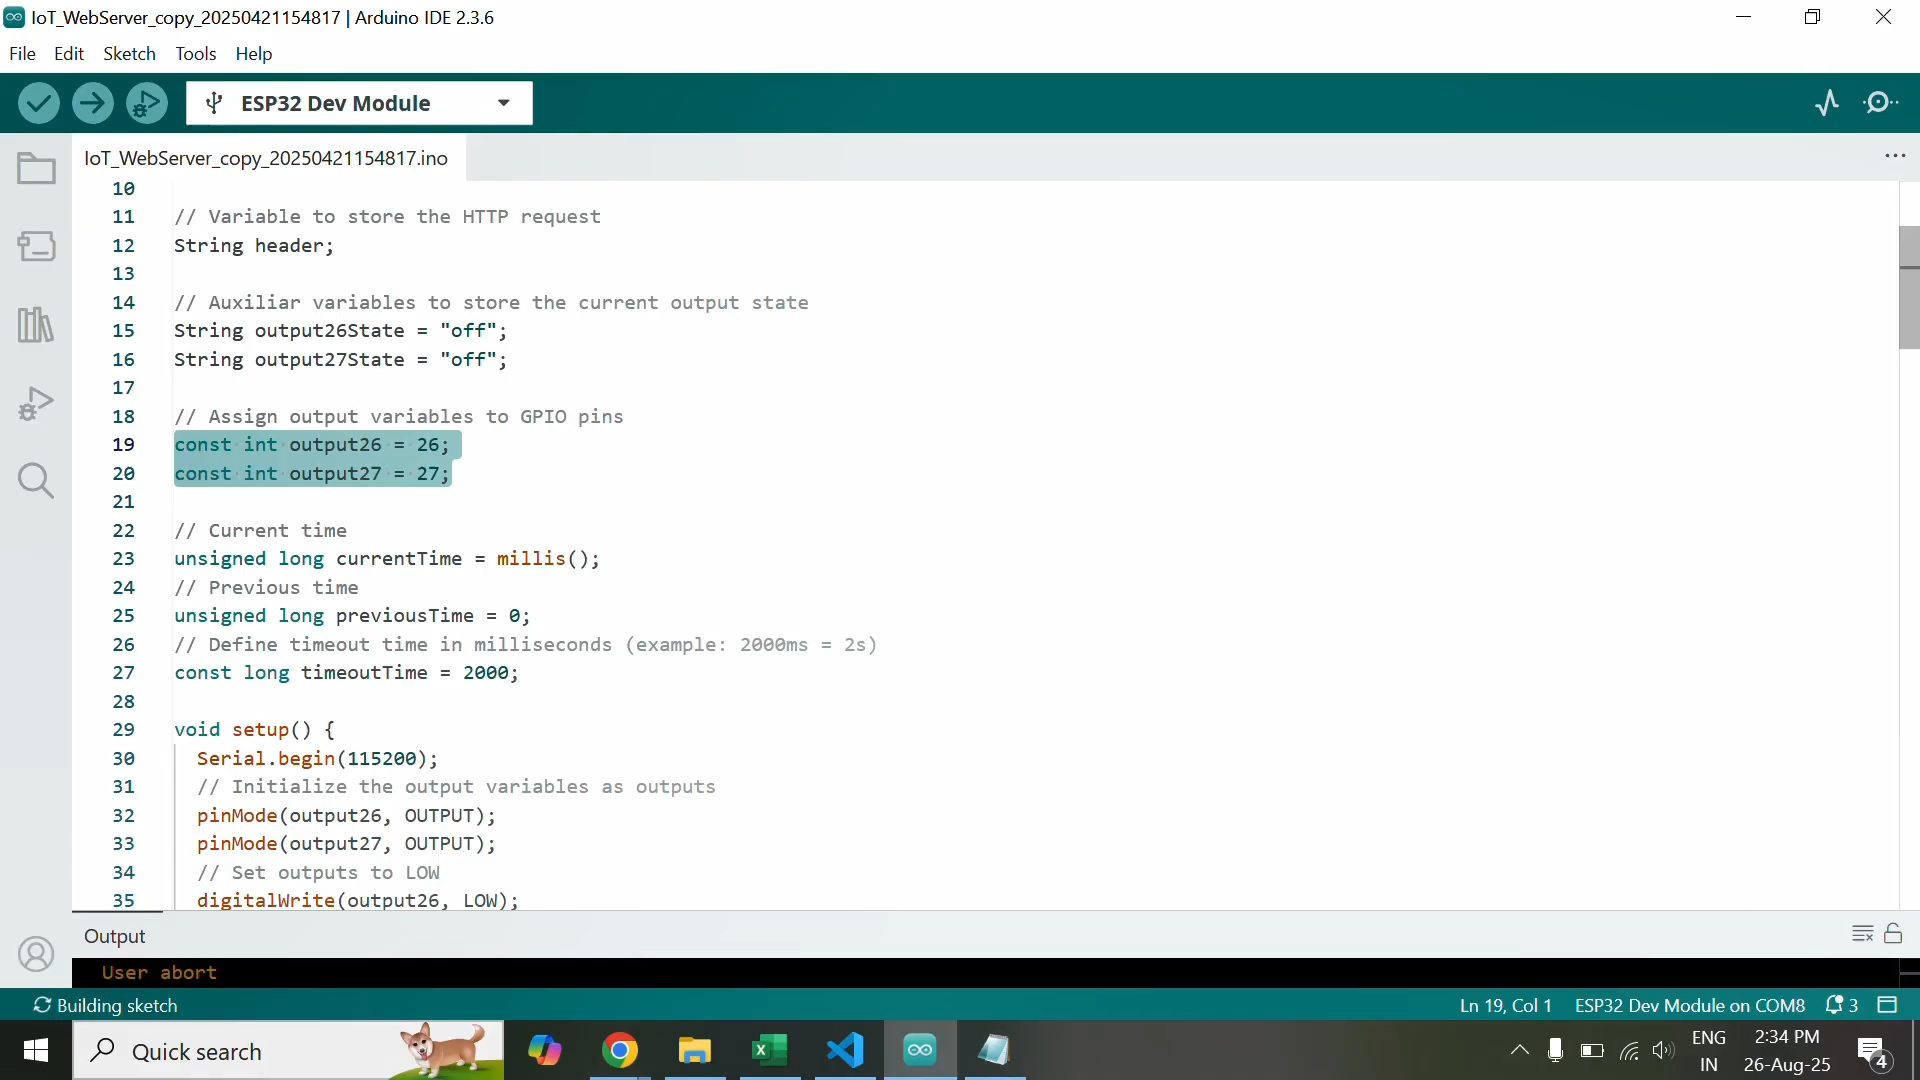 IoT_WebServer_copy_20250421154817 | Arduino IDE 2.3.6
File Edit Sketch Tools Help
ESP32 Dev Module
IoT_WebServer_copy_20250421154817.ino
10
11 // Variable to store the HTTP request
12 String header;
13
14 // Auxiliar variables to store the current output state
15 String output26State = "off";
16 String output27State = "off";
17
18 // Assign output variables to GPIO pins
19 const int output26 = 26;
20 const int output27 = 27;
21
22 // Current time
23 unsigned long currentTime = millis();
24 // Previous time
25 unsigned long previousTime = 0;
26 // Define timeout time in milliseconds (example: 2000ms = 2s)
27 const long timeoutTime = 2000;
28
29 void setup() {
30 Serial.begin(115200);
31 // Initialize the output variables as outputs
32 pinMode(output26, OUTPUT);
33 pinMode(output27, OUTPUT);
34 // Set outputs to LOW
35 digitalWrite(output26, LOW);
Output
User abort
Building sketch
Ln 19, Col 1 ESP32 Dev Module on COM8 3
Quick search
ENG
IN
2:34 PM
26-Aug-25
4